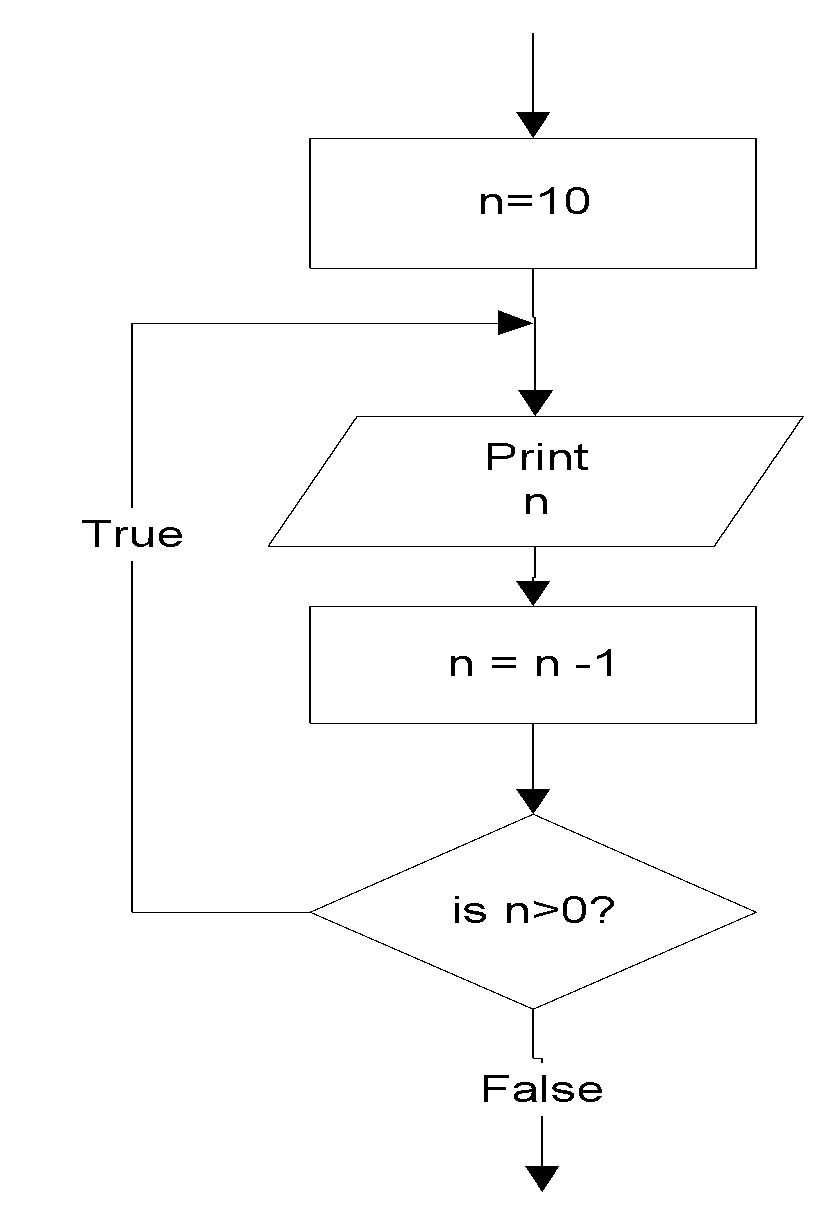 n=10
Print
n
True
n = n -1
is n>0?
False